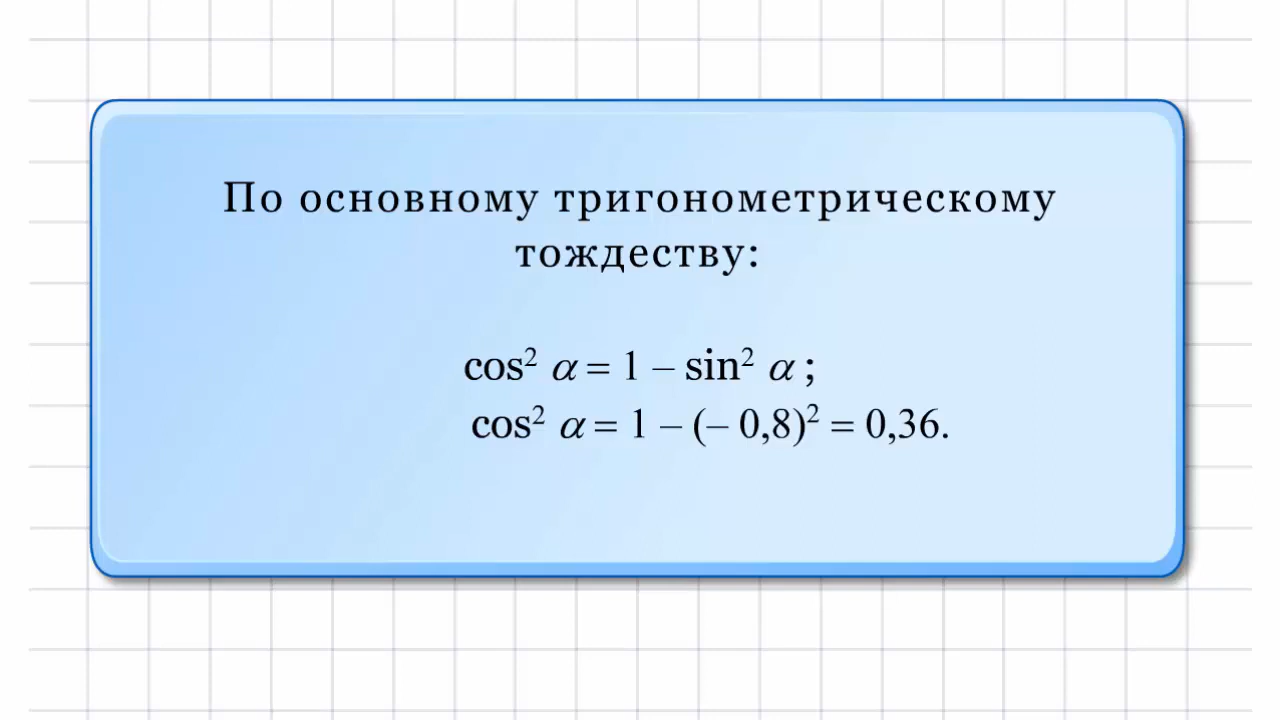 По основному тригонометрическому
тождеству:
cos² α = 1 – sin² α ;
cos² α = 1 – (– 0,8)² = 0,36.